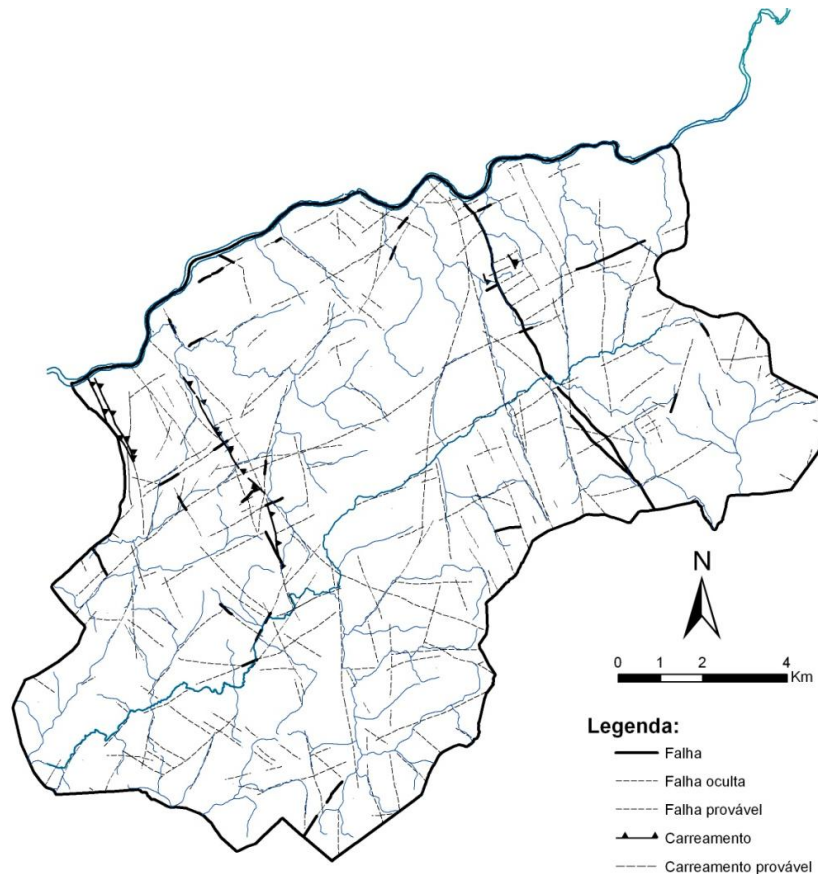 N
0 1 2 4
Km
Legenda:
Falha
Falha oculta
Falha provável
Carreamento
Carreamento provável